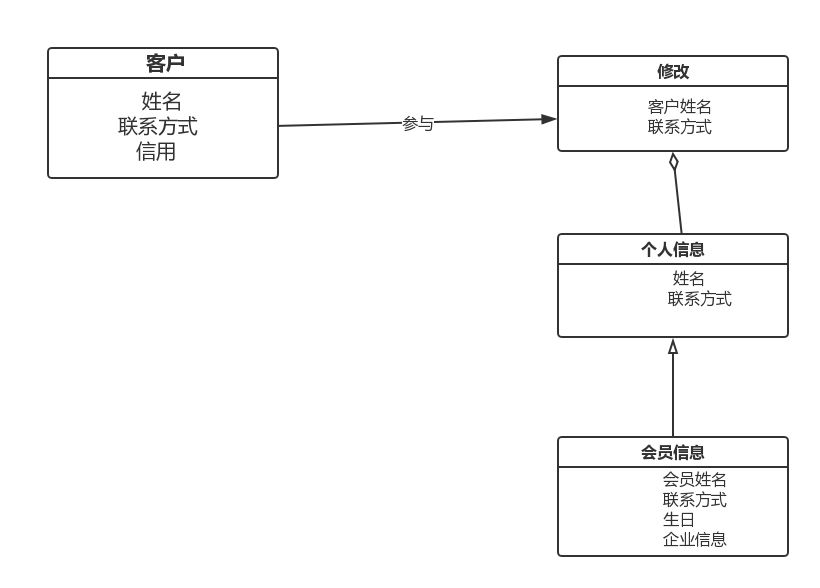 客户
姓名
联系方式
信用
参与
修改
客户姓名
联系方式
个人信息
姓名
联系方式
会员信息
会员姓名
联系方式
生日
企业信息